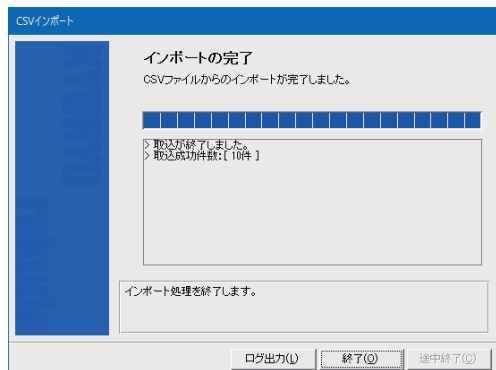 CSVインポート
インポートの完了
CSVファイルからのインポートが完了しました。
> 取込が終了しました。
> 取込成功件数:[ 10件 ]
インポート処理を終了します。
ログ出力(L) 終了(O) 途中終了(C)
KYURYO
rakuda